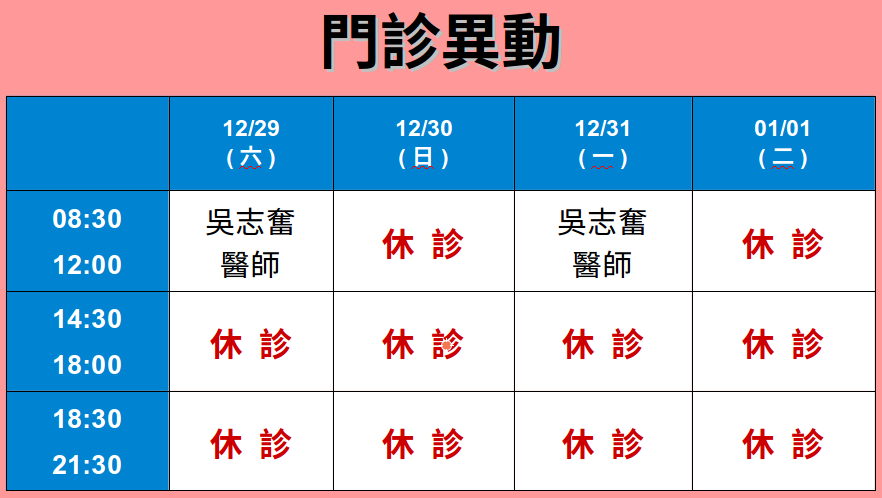 門診異動
12/29 12/30 12/31 01/01
(六) (日) (一) (二)
08:30 吳志奮 休 診 吳志奮 休 診
12:00 醫師 醫師
14:30 休 診 休 診 休 診 休 診
18:00
18:30 休 診 休 診 休 診 休 診
21:30